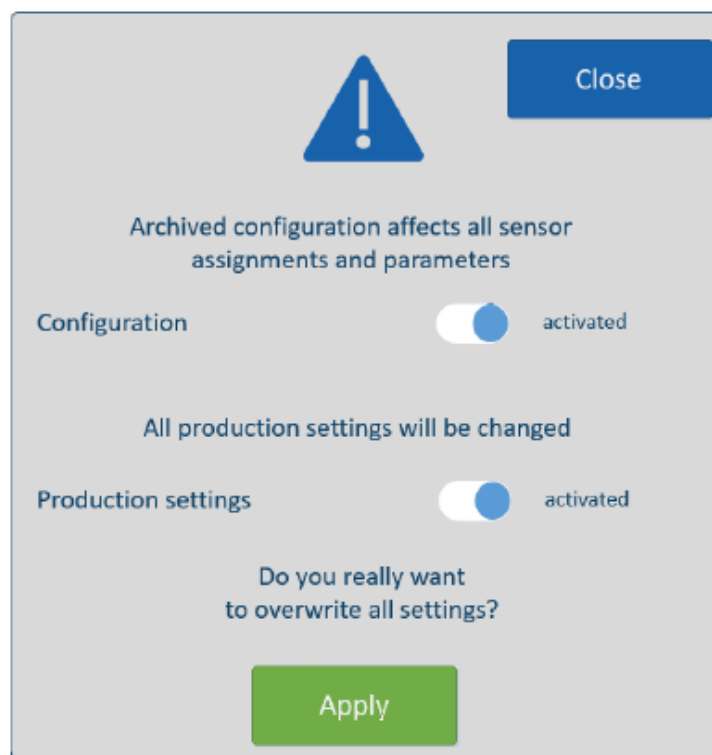 Close
Archived configuration affects all sensor
assignments and parameters
Configuration activated
All production settings will be changed
Production settings activated
Do you really want
to overwrite all settings?
Apply